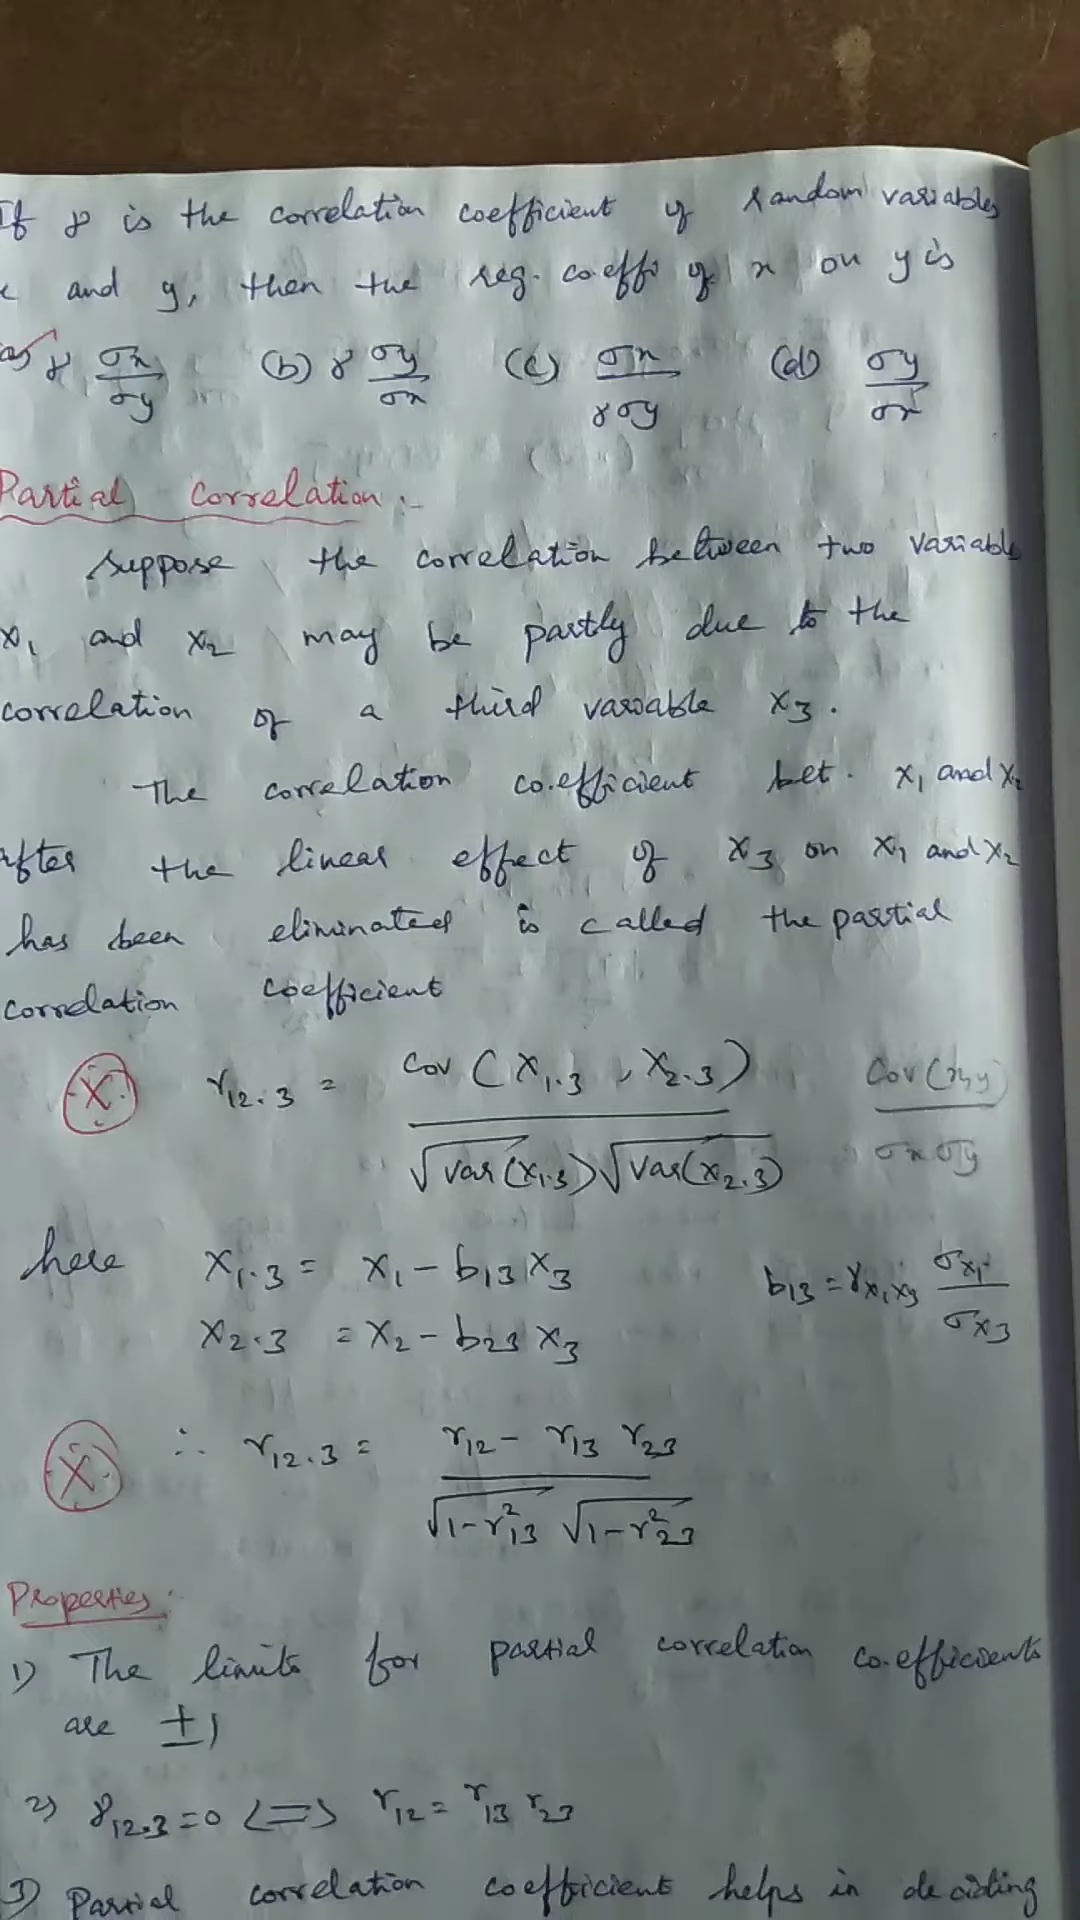 If r is the correlation coefficient of random variables
x and y, then the reg. co.effi of x on y is
a) r σx/σy (b) r σy/σx (c) σx/rσy (d) σy/σx
Partial Correlation :-
Suppose the correlation between two variable
x₁ and x₂ may be partly due to the
correlation of a third variable x₃.
The correlation co.efficient bet. x₁ and x₂
after the linear effect of x₃ on x₁ and x₂
has been eliminated is called the partial
correlation coefficient
X r₁₂.₃ = Cov (X₁.₃, X₂.₃) / √var(x₁.₃) √var(x₂.₃) Cov(x,y) / σx σy
here x₁.₃ = x₁ - b₁₃ x₃ b₁₃ = r x₁x₃ σx₁/σx₃
x₂.₃ = x₂ - b₂₃ x₃
X ∴ r₁₂.₃ = r₁₂ - r₁₃ r₂₃ / √1-r²₁₃ √1-r²₂₃
Properties:
1) The limits for partial correlation co.efficients
are ±1
2) r₁₂.₃ = 0 <=> r₁₂ = r₁₃ r₂₃
3) Partial correlation coefficient helps in deciding